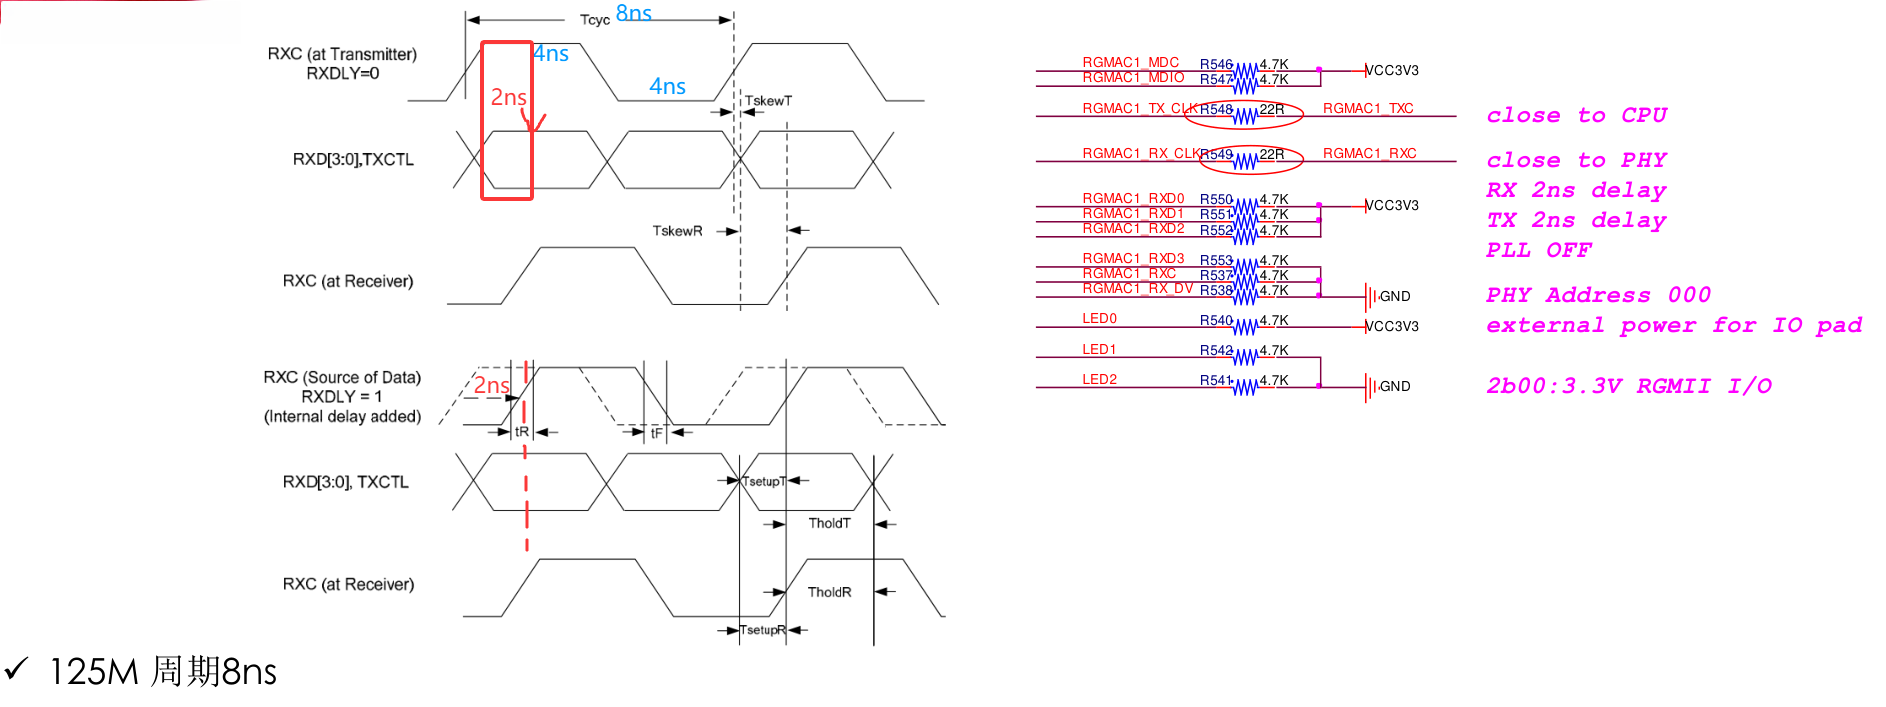 Tcyc 8ns
RXC (at Transmitter)
RXDLY=0
4ns
4ns
2ns
TskewT
RXD[3:0],TXCTL
TskewR
RXC (at Receiver)
RXC (Source of Data)
RXDLY = 1
(Internal delay added)
2ns
tR
tF
RXD[3:0], TXCTL
TsetupT
TholdT
RXC (at Receiver)
TholdR
TsetupR
✓ 125M 周期8ns
RGMAC1_MDC R546 4.7K VCC3V3
RGMAC1_MDIO R547 4.7K
RGMAC1_TX_CLK R548 22R RGMAC1_TXC close to CPU
RGMAC1_RX_CLK R549 22R RGMAC1_RXC close to PHY
RX 2ns delay
RGMAC1_RXD0 R550 4.7K VCC3V3
RGMAC1_RXD1 R551 4.7K TX 2ns delay
RGMAC1_RXD2 R552 4.7K
PLL OFF
RGMAC1_RXD3 R553 4.7K
RGMAC1_RXC R537 4.7K
RGMAC1_RX_DV R538 4.7K GND PHY Address 000
LED0 R540 4.7K VCC3V3 external power for IO pad
LED1 R542 4.7K
LED2 R541 4.7K GND 2b00:3.3V RGMII I/O